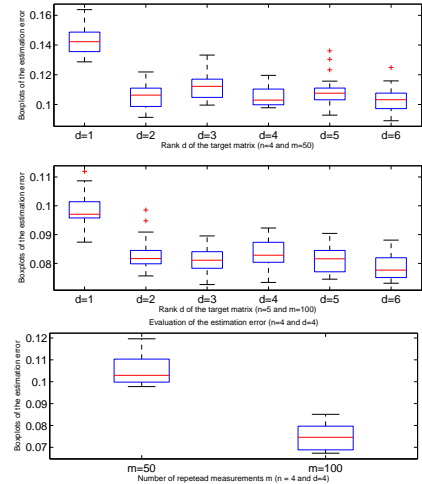 Boxplots of the estimation error
0.16
0.14
0.12
0.1
d=1 d=2 d=3 d=4 d=5 d=6
Rank d of the target matrix (n=4 and m=50)
Boxplots of the estimation error
0.11
0.1
0.09
0.08
d=1 d=2 d=3 d=4 d=5 d=6
Rank d of the target matrix (n=5 and m=100)
Evaluation of the estimation error (n=4 and d=4)
Boxplots of the estimation error
0.12
0.11
0.1
0.09
0.08
0.07
m=50 m=100
Number of repetead measurements m (n = 4 and d=4)